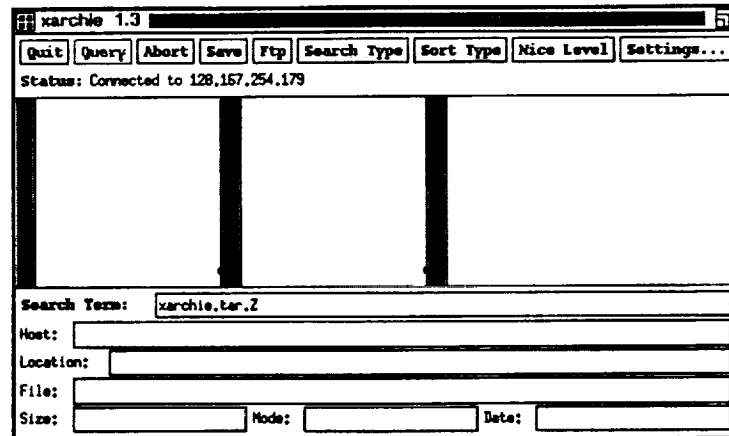 xarchie 1.3
Quit Query Abort Save Ftp Search Type Sort Type Nice Level Settings...
Status: Connected to 128.167.254.179
Search Term: xarchie.tar.Z
Host:
Location:
File:
Size: Mode: Date: